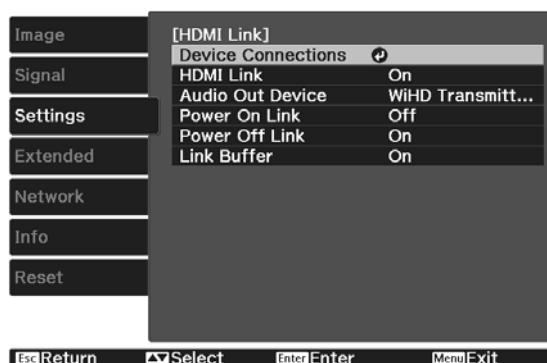 Image
Signal
Settings
Extended
Network
Info
Reset
[HDMI Link]
Device Connections
HDMI Link On
Audio Out Device WiHD Transmitt...
Power On Link Off
Power Off Link On
Link Buffer On
Esc Return Select Enter Enter Menu Exit